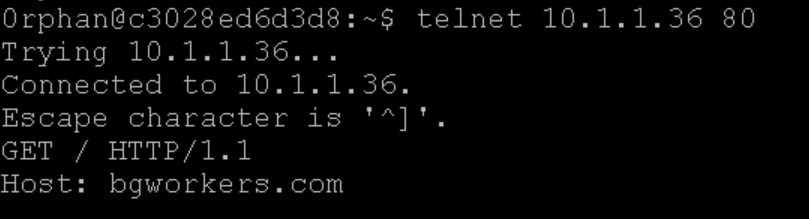 0rphan@c3028ed6d3d8:~$ telnet 10.1.1.36 80
Trying 10.1.1.36...
Connected to 10.1.1.36.
Escape character is '^]'.
GET / HTTP/1.1
Host: bgworkers.com